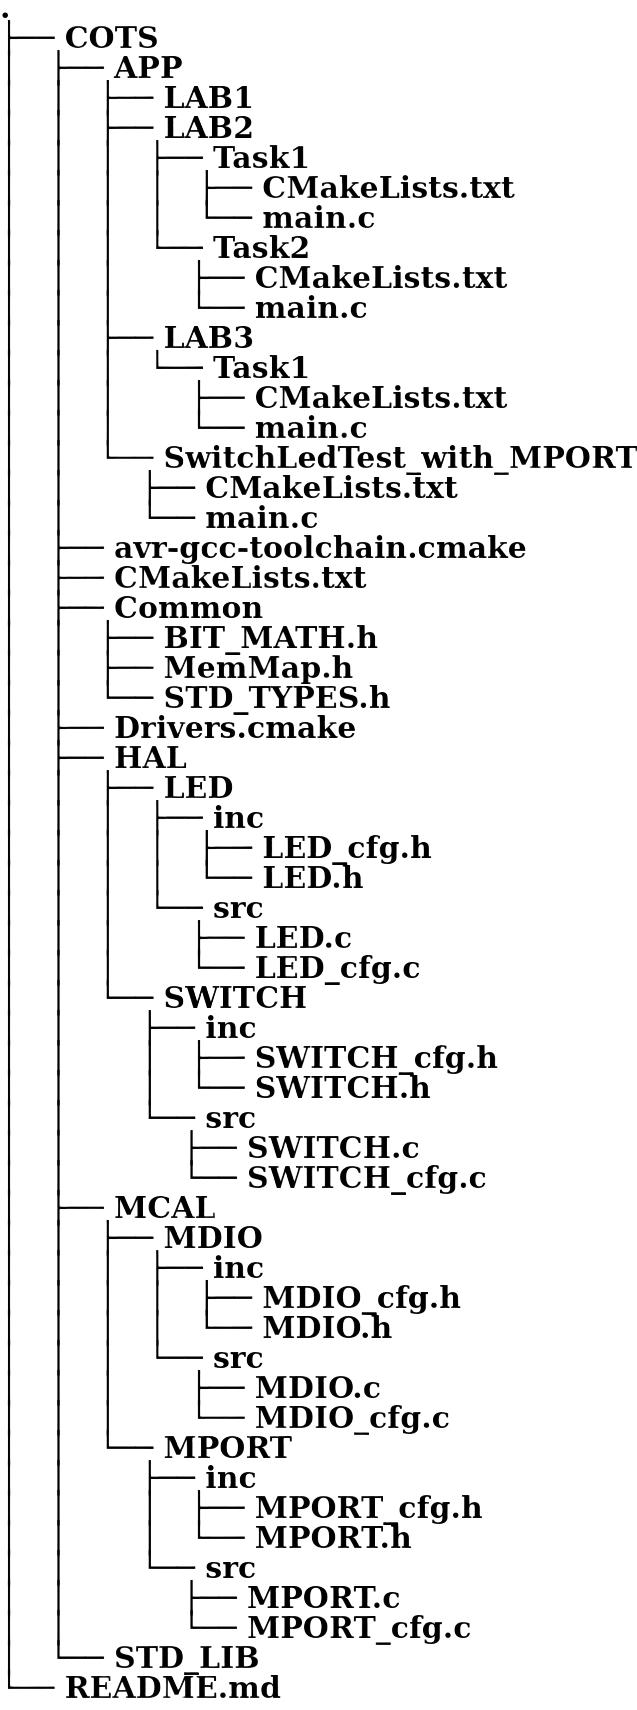 .
├── COTS
│   ├── APP
│   │   ├── LAB1
│   │   ├── LAB2
│   │   │   ├── Task1
│   │   │   │   ├── CMakeLists.txt
│   │   │   │   └── main.c
│   │   │   └── Task2
│   │   │       ├── CMakeLists.txt
│   │   │       └── main.c
│   │   ├── LAB3
│   │   │   └── Task1
│   │   │       ├── CMakeLists.txt
│   │   │       └── main.c
│   │   └── SwitchLedTest_with_MPORT
│   │       ├── CMakeLists.txt
│   │       └── main.c
│   ├── avr-gcc-toolchain.cmake
│   ├── CMakeLists.txt
│   ├── Common
│   │   ├── BIT_MATH.h
│   │   ├── MemMap.h
│   │   └── STD_TYPES.h
│   ├── Drivers.cmake
│   ├── HAL
│   │   ├── LED
│   │   │   ├── inc
│   │   │   │   ├── LED_cfg.h
│   │   │   │   └── LED.h
│   │   │   └── src
│   │   │       ├── LED.c
│   │   │       └── LED_cfg.c
│   │   └── SWITCH
│   │       ├── inc
│   │       │   ├── SWITCH_cfg.h
│   │       │   └── SWITCH.h
│   │       └── src
│   │           ├── SWITCH.c
│   │           └── SWITCH_cfg.c
│   ├── MCAL
│   │   ├── MDIO
│   │   │   ├── inc
│   │   │   │   ├── MDIO_cfg.h
│   │   │   │   └── MDIO.h
│   │   │   └── src
│   │   │       ├── MDIO.c
│   │   │       └── MDIO_cfg.c
│   │   └── MPORT
│   │       ├── inc
│   │       │   ├── MPORT_cfg.h
│   │       │   └── MPORT.h
│   │       └── src
│   │           ├── MPORT.c
│   │           └── MPORT_cfg.c
│   └── STD_LIB
└── README.md